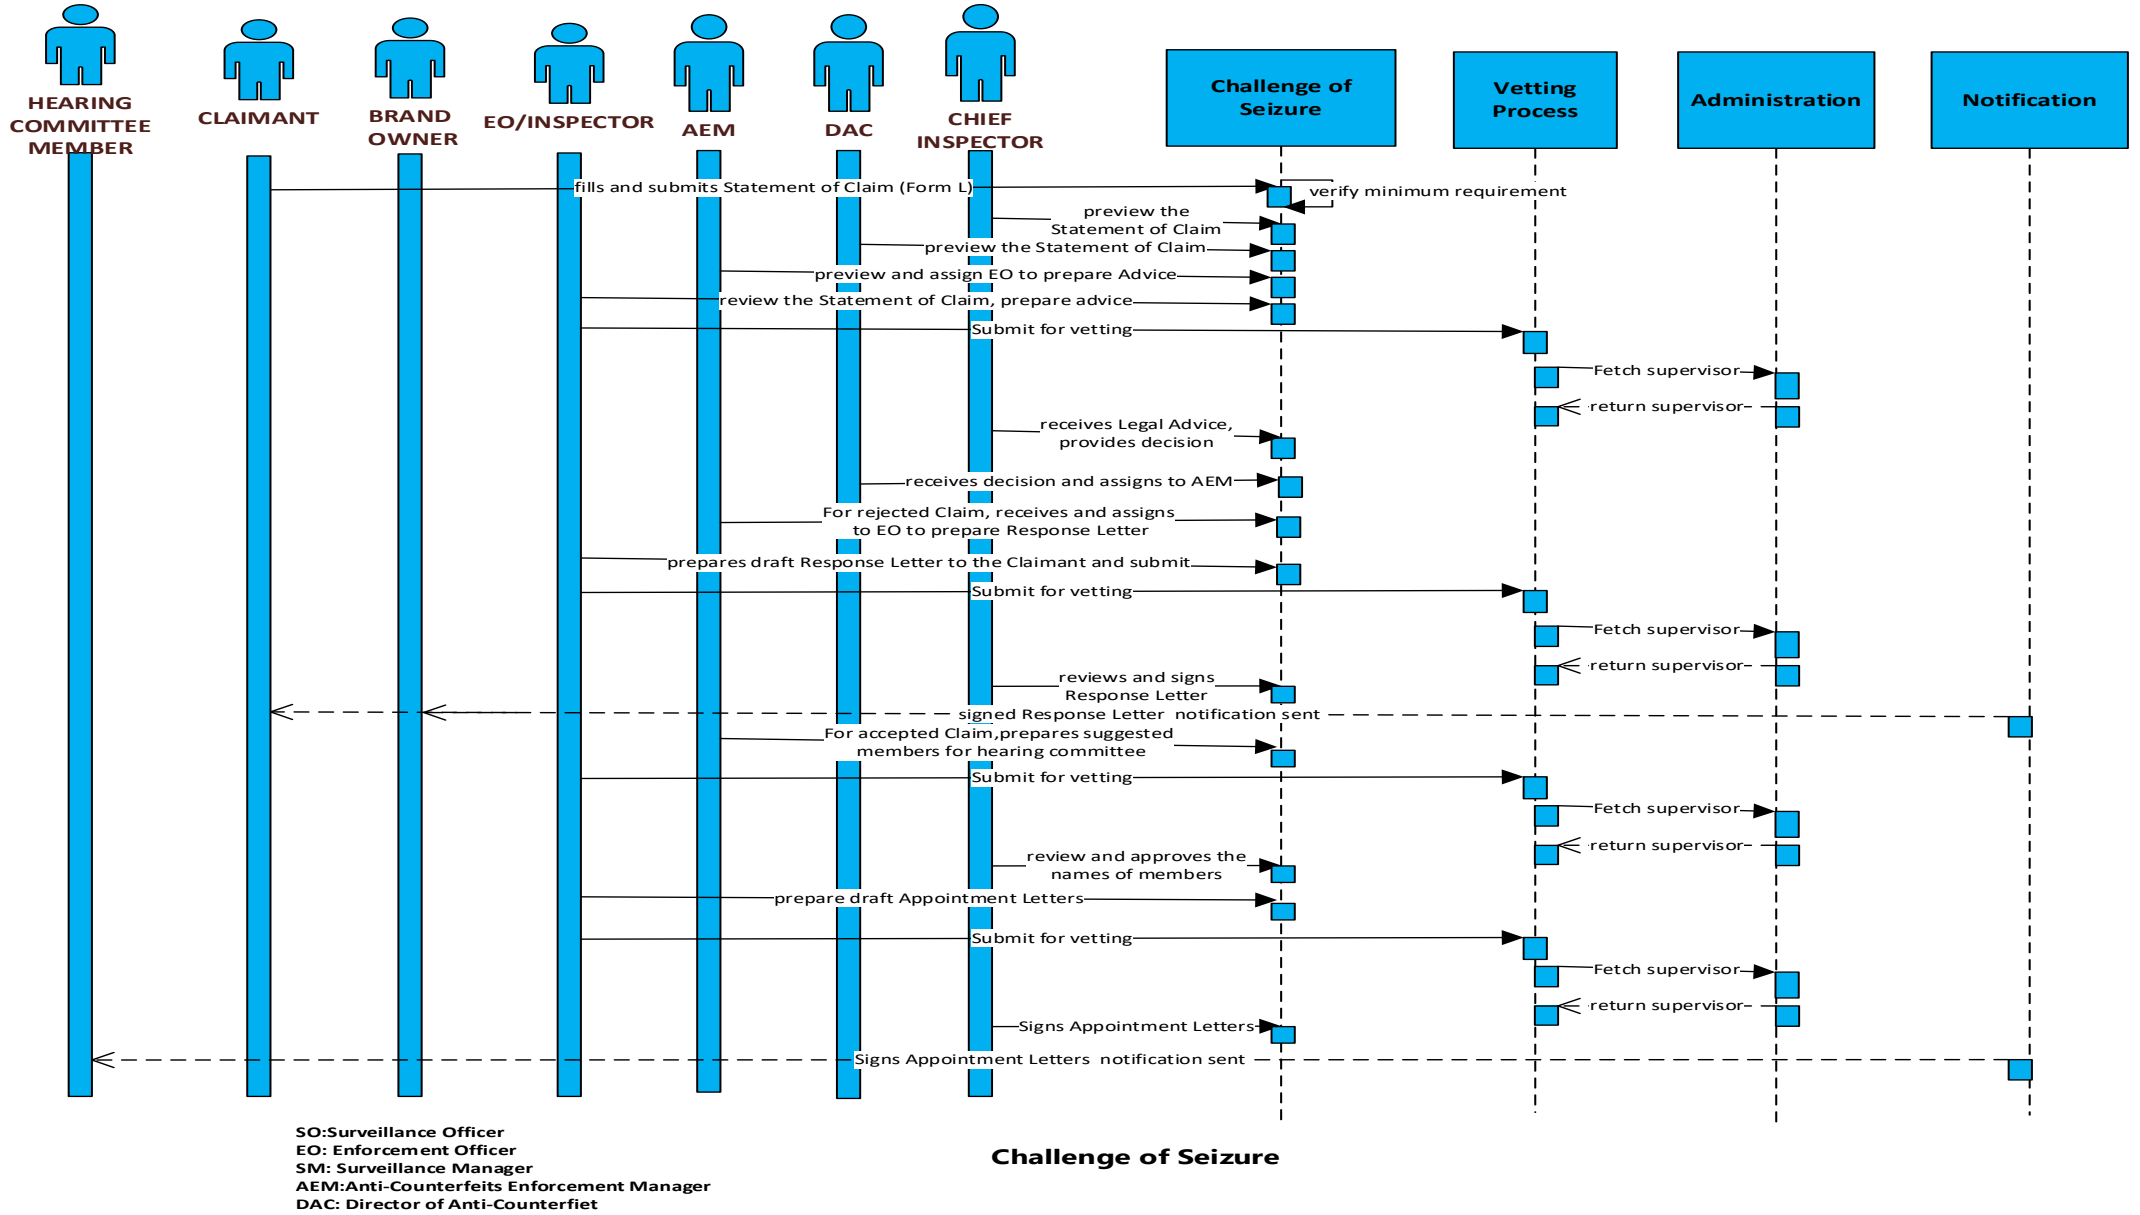 HEARING
COMMITTEE
MEMBER
CLAIMANT
BRAND
OWNER
EO/INSPECTOR
AEM
DAC
CHIEF
INSPECTOR
Challenge of
Seizure
Vetting
Process
Administration
Notification
fills and submits Statement of Claim (Form L)
verify minimum requirement
preview the
Statement of Claim
preview the Statement of Claim
preview and assign EO to prepare Advice
review the Statement of Claim, prepare advice
Submit for vetting
Fetch supervisor
return supervisor
receives Legal Advice,
provides decision
receives decision and assigns to AEM
For rejected Claim, receives and assigns
to EO to prepare Response Letter
prepares draft Response Letter to the Claimant and submit
Submit for vetting
Fetch supervisor
return supervisor
reviews and signs
Response Letter
signed Response Letter notification sent
For accepted Claim,prepares suggested
members for hearing committee
Submit for vetting
Fetch supervisor
return supervisor
review and approves the
names of members
prepare draft Appointment Letters
Submit for vetting
Fetch supervisor
return supervisor
Signs Appointment Letters
Signs Appointment Letters notification sent
SO:Surveillance Officer
EO: Enforcement Officer
SM: Surveillance Manager
AEM:Anti-Counterfeits Enforcement Manager
DAC: Director of Anti-Counterfiet
Challenge of Seizure